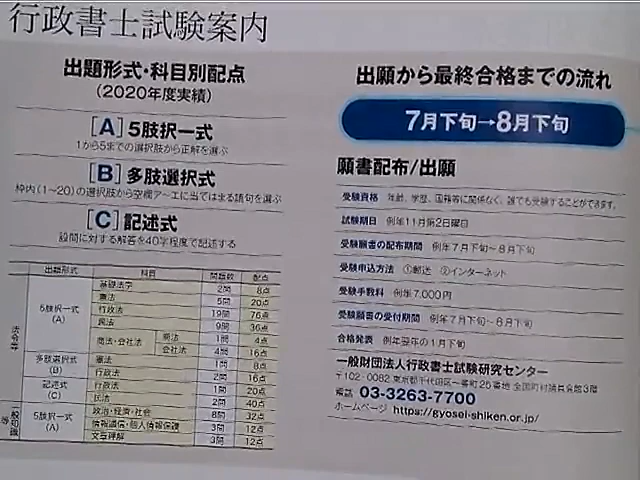 行政書士試験案内
出題形式・科目別配点
(2020年度実績)
[A] 5肢択一式
1から5までの選択肢から正解を選ぶ
[B] 多肢選択式
枠内(1~20)の選択肢から空欄ア~エに当てはまる語句を選ぶ
[C] 記述式
設問に対する解答を40字程度で記述する
出題形式 科目 問題数 配点
法令等
5肢択一式
(A)
基礎法学 2問 8点
憲法 5問 20点
行政法 19問 76点
民法 9問 36点
商法・会社法 商法 1問 4点
会社法 4問 16点
多肢選択式
(B)
憲法 1問 8点
行政法 2問 16点
記述式
(C)
行政法 1問 20点
民法 2問 40点
一般知識等
5肢択一式
(A)
政治・経済・社会 8問 32点
情報通信・個人情報保護 3問 12点
文章理解 3問 12点
出願から最終合格までの流れ
7月下旬→8月下旬
願書配布/出願
受験資格 年齢、学歴、国籍等に関係なく、誰でも受験することができます。
試験期日 例年11月第2日曜日
受験願書の配布期間 例年7月下旬~8月下旬
受験申込方法 ①郵送 ②インターネット
受験手数料 例年7,000円
受験願書の受付期間 例年7月下旬~8月下旬
合格発表 例年翌年の1月下旬
一般財団法人行政書士試験研究センター
〒102-0082 東京都千代田区一番町25番地 全国町村議員会館3階
電話 03-3263-7700
ホームページ https://gyosei-shiken.or.jp/